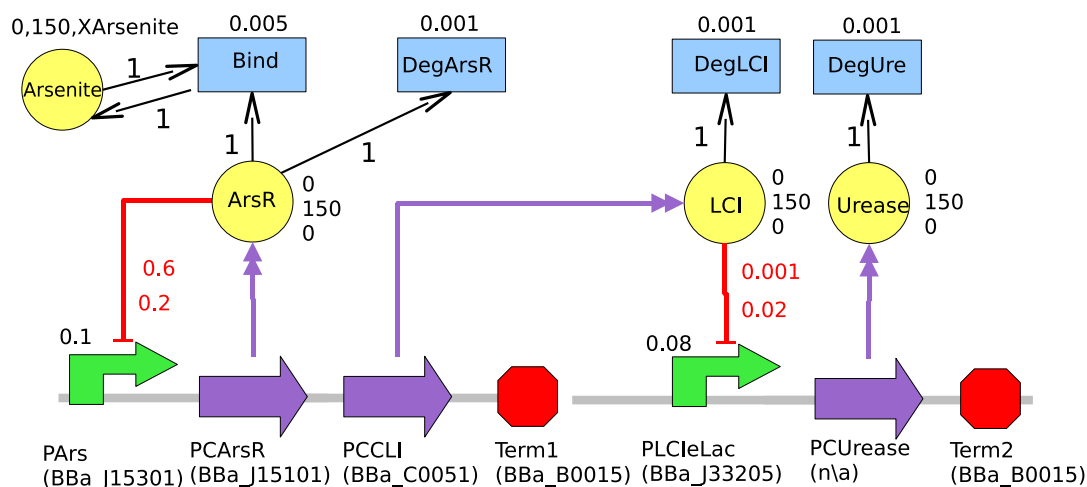 0,150,XArsenite
0.005
0.001
0.001
0.001
Arsenite
Bind
DegArsR
DegLCI
DegUre
1
1
1
1
1
1
ArsR
0
150
0
LCI
0
150
0
Urease
0
150
0
0.6
0.2
0.001
0.02
0.1
0.08
PArs
(BBa_J15301)
PCArsR
(BBa_J15101)
PCCLI
(BBa_C0051)
Term1
(BBa_B0015)
PLCIeLac
(BBa_J33205)
PCUrease
(n\a)
Term2
(BBa_B0015)